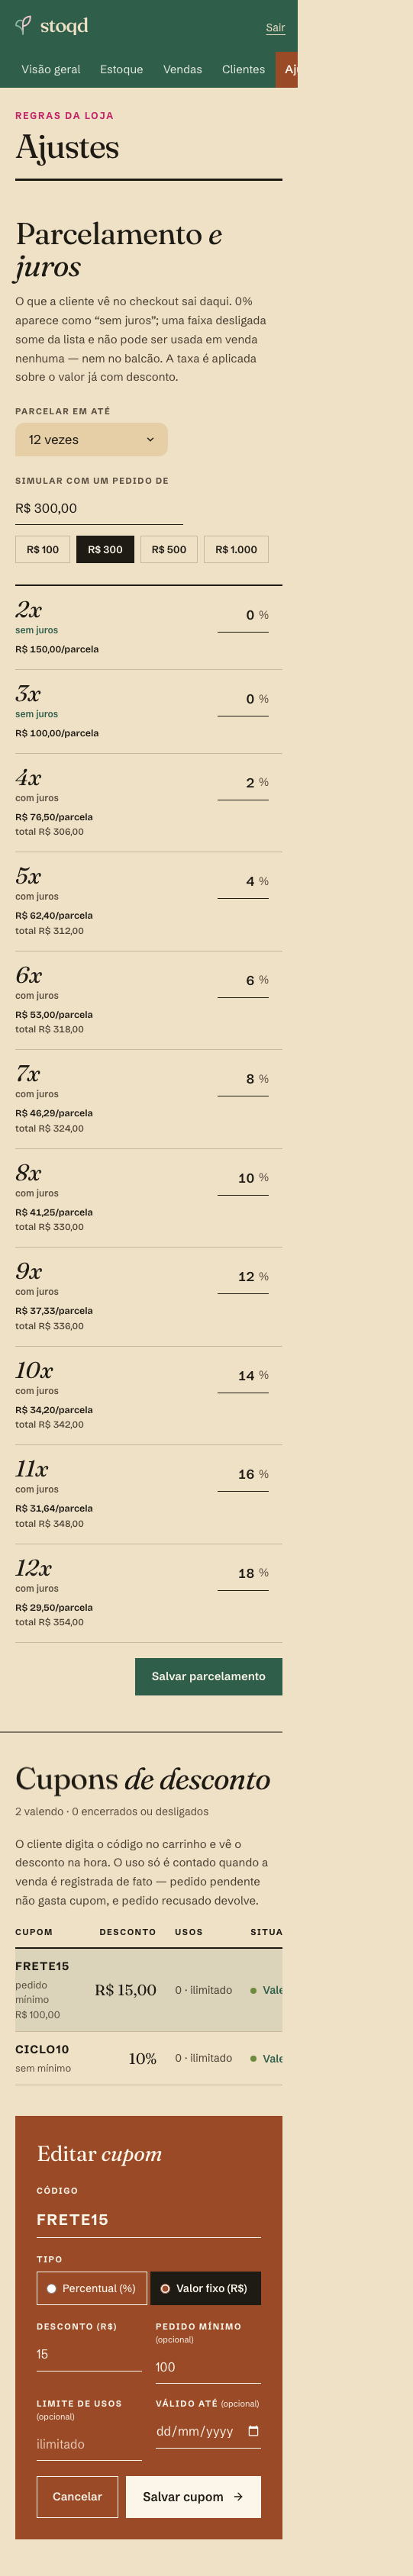 stoqd
Sair
Visão geral Estoque Vendas Clientes
REGRAS DA LOJA
Ajustes
Parcelamento e
juros
O que a cliente vê no checkout sai daqui. 0%
aparece como “sem juros”; uma faixa desligada
some da lista e não pode ser usada em venda
nenhuma — nem no balcão. A taxa é aplicada
sobre o valor já com desconto.
PARCELAR EM ATÉ
12 vezes
SIMULAR COM UM PEDIDO DE
R$ 300,00
R$ 100 R$ 300 R$ 500 R$ 1.000
2x
0 %
sem juros
R$ 150,00/parcela
3x
0 %
sem juros
R$ 100,00/parcela
4x
2 %
com juros
R$ 76,50/parcela
total R$ 306,00
5x
4 %
com juros
R$ 62,40/parcela
total R$ 312,00
6x
6 %
com juros
R$ 53,00/parcela
total R$ 318,00
7x
8 %
com juros
R$ 46,29/parcela
total R$ 324,00
8x
10 %
com juros
R$ 41,25/parcela
total R$ 330,00
9x
12 %
com juros
R$ 37,33/parcela
total R$ 336,00
10x
14 %
com juros
R$ 34,20/parcela
total R$ 342,00
11x
16 %
com juros
R$ 31,64/parcela
total R$ 348,00
12x
18 %
com juros
R$ 29,50/parcela
total R$ 354,00
Salvar parcelamento
Cupons de desconto
2 valendo · 0 encerrados ou desligados
O cliente digita o código no carrinho e vê o
desconto na hora. O uso só é contado quando a
venda é registrada de fato — pedido pendente
não gasta cupom, e pedido recusado devolve.
CUPOM DESCONTO USOS
FRETE15
pedido
mínimo
R$ 100,00
R$ 15,00 0 · ilimitado
CICLO10
sem mínimo
10% 0 · ilimitado
Editar cupom
CÓDIGO
FRETE15
TIPO
Percentual (%) Valor fixo (R$)
DESCONTO (R$)
15
PEDIDO MÍNIMO
(opcional)
100
LIMITE DE USOS
(opcional)
ilimitado
VÁLIDO ATÉ (opcional)
dd/mm/yyyy
Cancelar Salvar cupom →